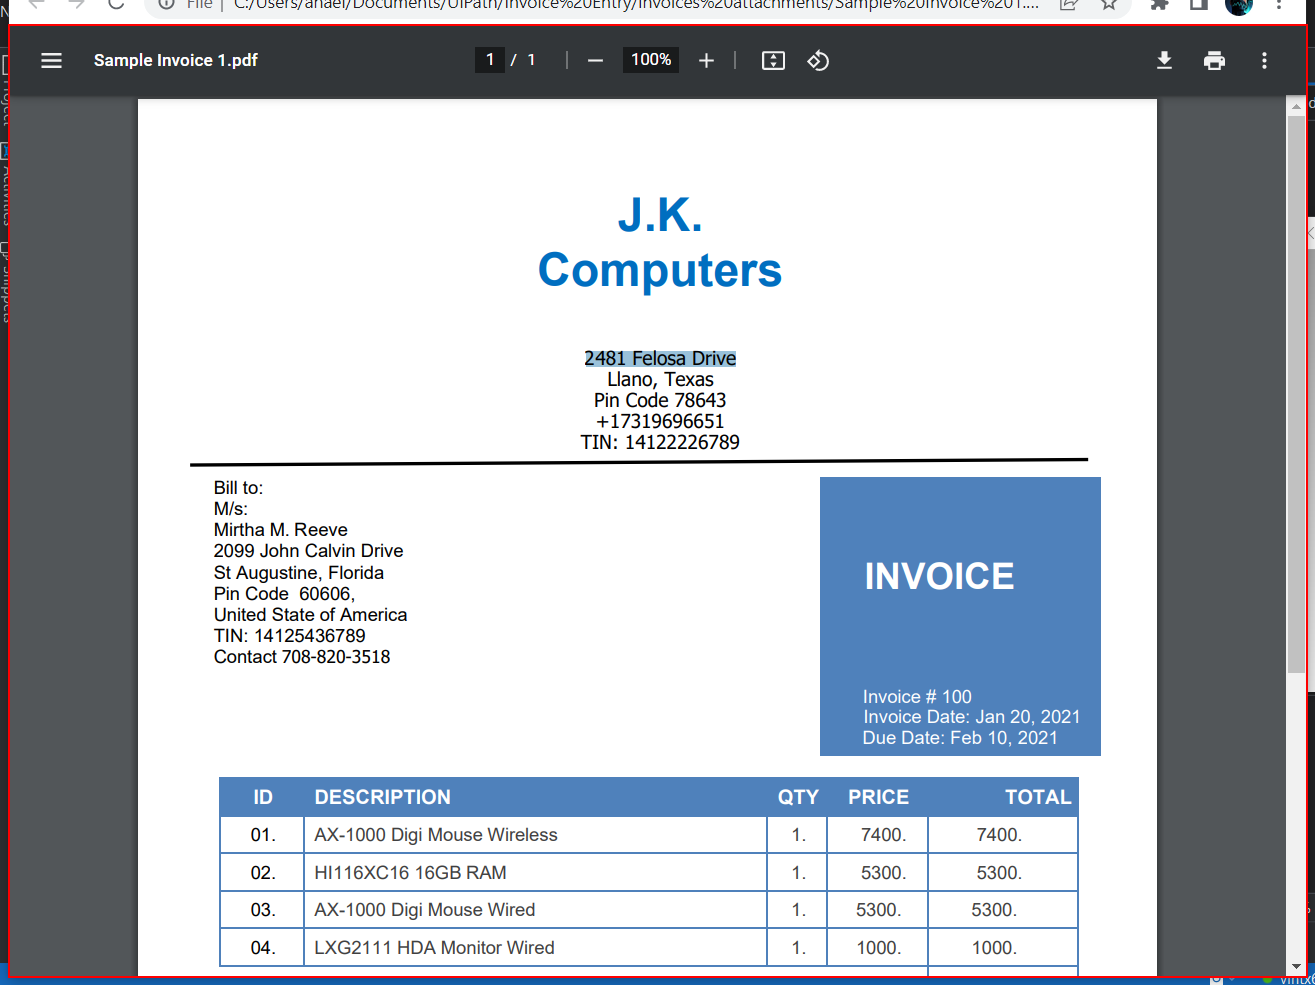 File | C:/Users/anael/Documents/UiPath/Invoice%20Entry/Invoices%20attachments/Sample%20Invoice%201....
Sample Invoice 1.pdf
1 / 1
100%
J.K.
Computers
2481 Felosa Drive
Llano, Texas
Pin Code 78643
+17319696651
TIN: 14122226789
Bill to:
M/s:
Mirtha M. Reeve
2099 John Calvin Drive
St Augustine, Florida
Pin Code 60606,
United State of America
TIN: 14125436789
Contact 708-820-3518
INVOICE
Invoice # 100
Invoice Date: Jan 20, 2021
Due Date: Feb 10, 2021
ID DESCRIPTION QTY PRICE TOTAL
01. AX-1000 Digi Mouse Wireless 1. 7400. 7400.
02. HI116XC16 16GB RAM 1. 5300. 5300.
03. AX-1000 Digi Mouse Wired 1. 5300. 5300.
04. LXG2111 HDA Monitor Wired 1. 1000. 1000.